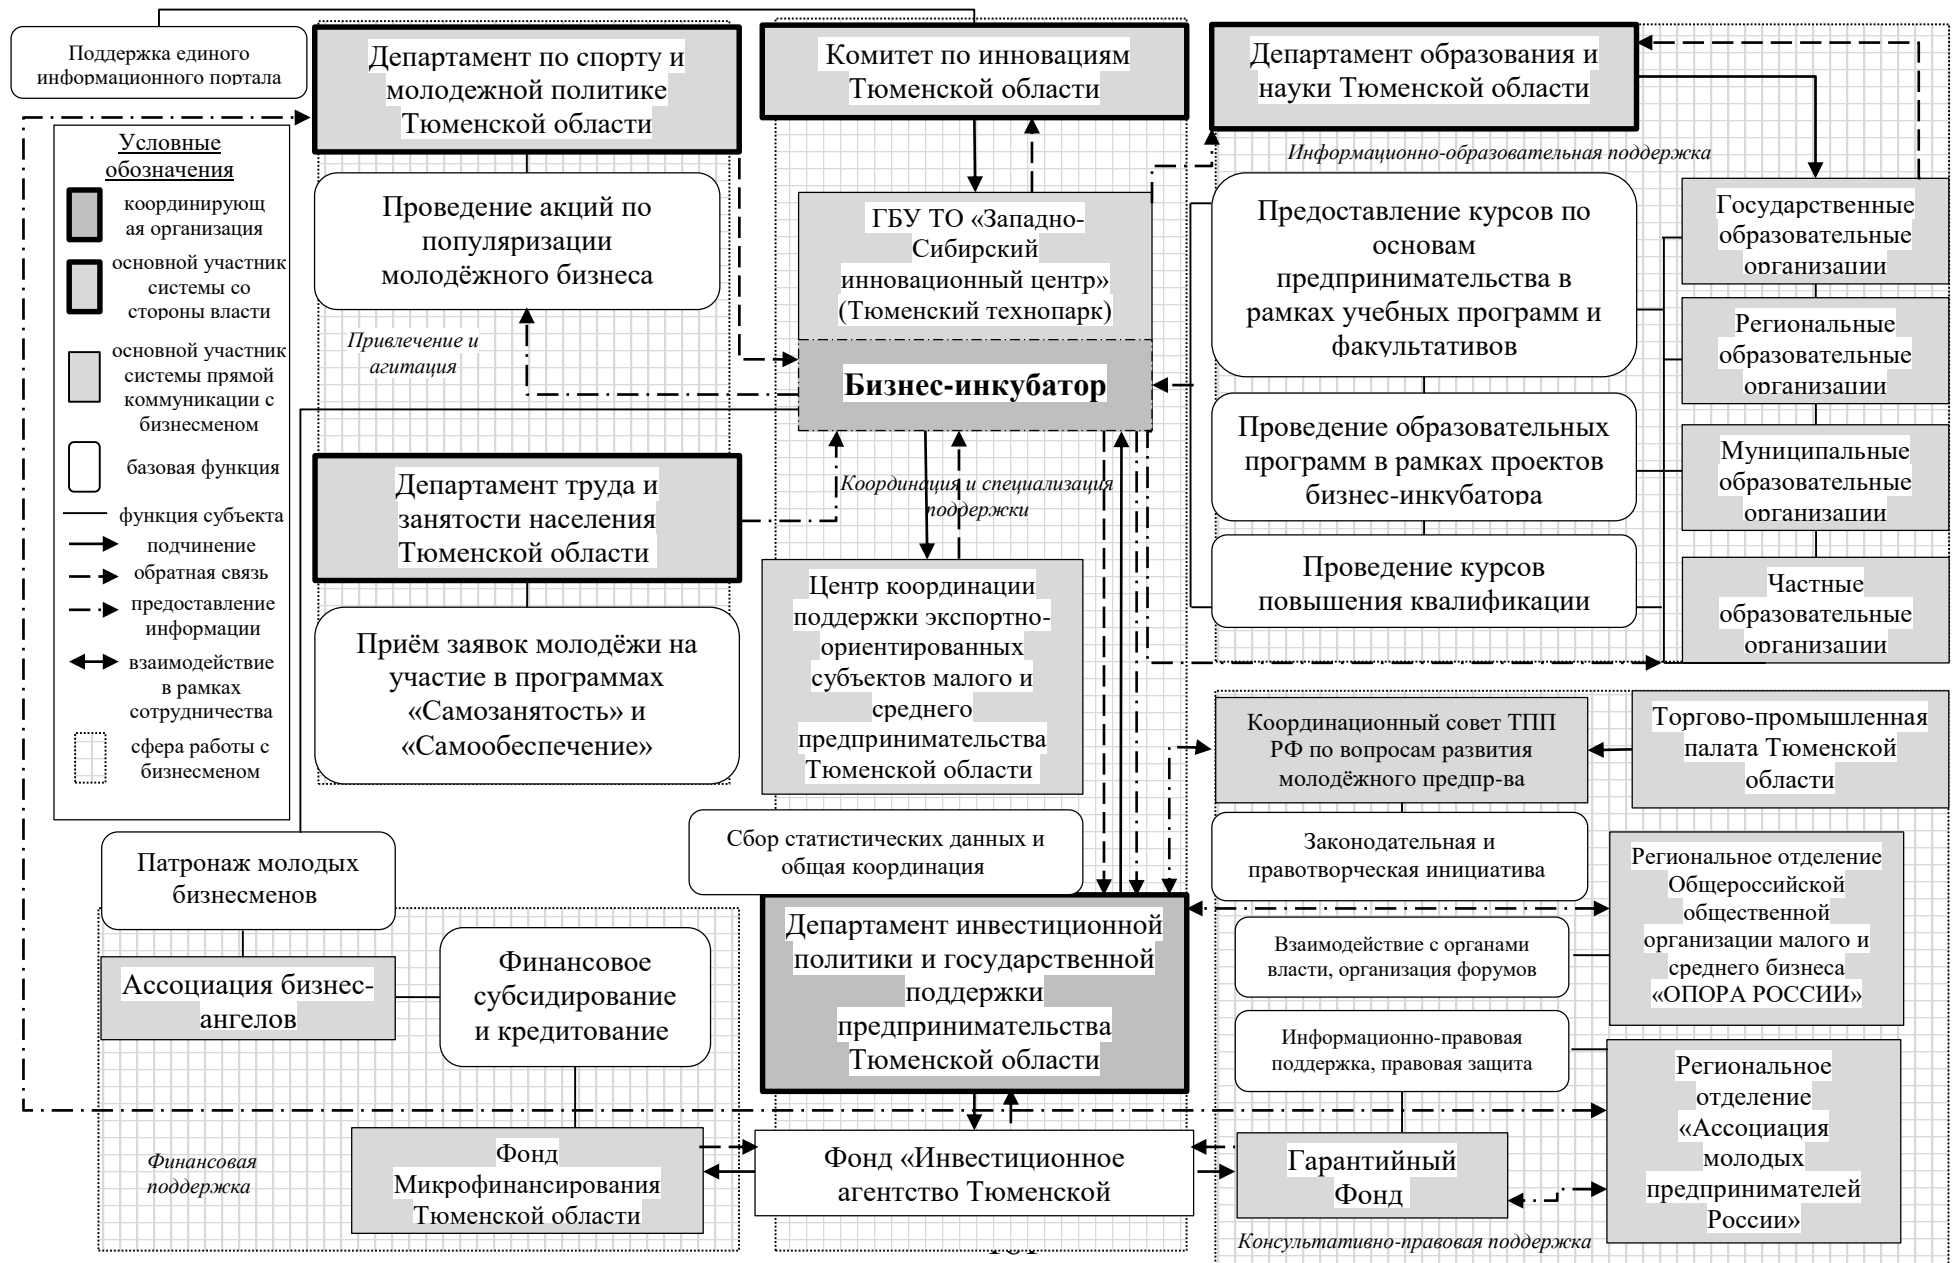 Поддержка единого
информационного портала
Условные
обозначения
координирующ
ая организация
основной участник
системы со
стороны власти
основной участник
системы прямой
коммуникации с
бизнесменом
базовая функция
функция субъекта
подчинение
обратная связь
предоставление
информации
взаимодействие
в рамках
сотрудничества
сфера работы с
бизнесменом
Департамент по спорту и
молодежной политике
Тюменской области
Проведение акций по
популяризации
молодёжного бизнеса
Привлечение и
агитация
Департамент труда и
занятости населения
Тюменской области
Приём заявок молодёжи на
участие в программах
«Самозанятость» и
«Самообеспечение»
Комитет по инновациям
Тюменской области
ГБУ ТО «Западно-
Сибирский
инновационный центр»
(Тюменский технопарк)
Бизнес-инкубатор
Координация и специализация
поддержки
Центр координации
поддержки экспортно-
ориентированных
субъектов малого и
среднего
предпринимательства
Тюменской области
Сбор статистических данных и
общая координация
Департамент инвестиционной
политики и государственной
поддержки
предпринимательства
Тюменской области
Фонд «Инвестиционное
агентство Тюменской
Департамент образования и
науки Тюменской области
Информационно-образовательная поддержка
Предоставление курсов по
основам
предпринимательства в
рамках учебных программ и
факультативов
Проведение образовательных
программ в рамках проектов
бизнес-инкубатора
Проведение курсов
повышения квалификации
Государственные
образовательные
организации
Региональные
образовательные
организации
Муниципальные
образовательные
организации
Частные
образовательные
организации
Координационный совет ТПП
РФ по вопросам развития
молодёжного предпр-ва
Торгово-промышленная
палата Тюменской
области
Законодательная и
правотворческая инициатива
Региональное отделение
Общероссийской
общественной
организации малого и
среднего бизнеса
«ОПОРА РОССИИ»
Взаимодействие с органами
власти, организация форумов
Информационно-правовая
поддержка, правовая защита
Региональное
отделение
«Ассоциация
молодых
предпринимателей
России»
Гарантийный
Фонд
Консультативно-правовая поддержка
Патронаж молодых
бизнесменов
Ассоциация бизнес-
ангелов
Финансовое
субсидирование
и кредитование
Фонд
Микрофинансирования
Тюменской области
Финансовая
поддержка